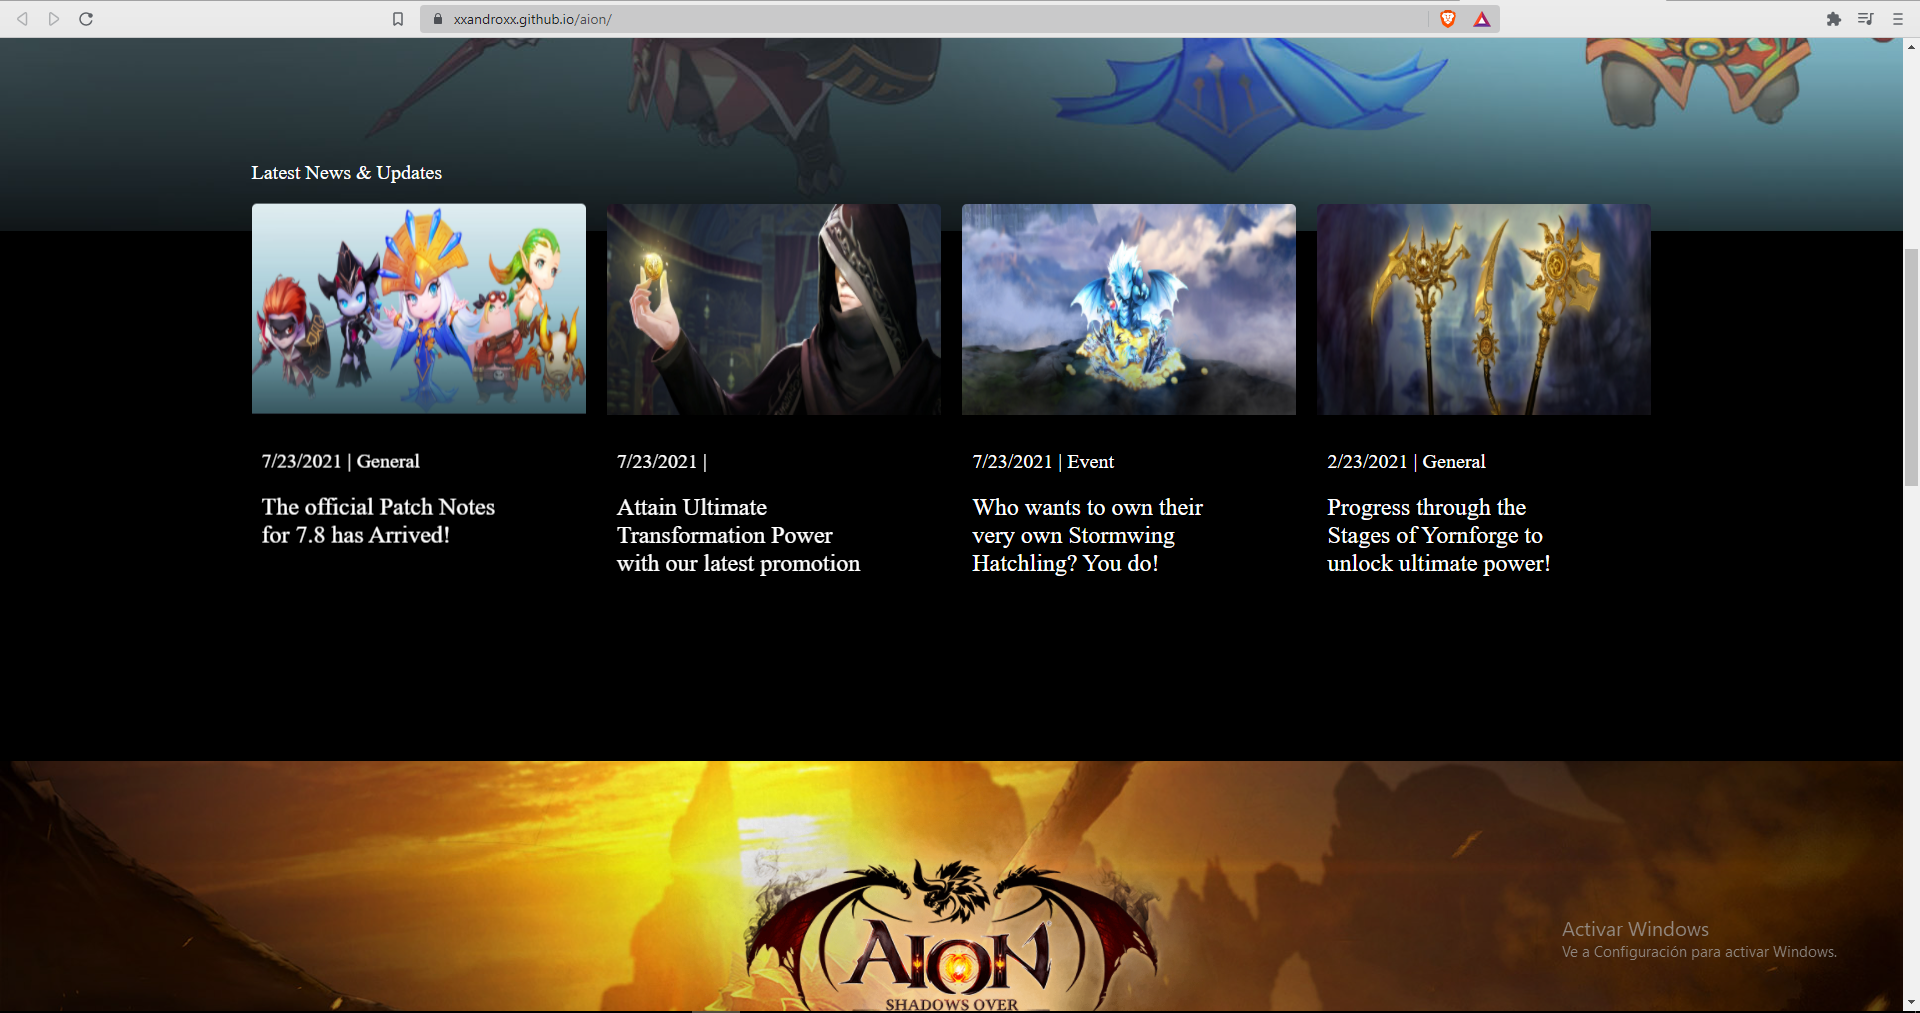 xxandroxx.github.io/aion/
Latest News & Updates
7/23/2021 | General
The official Patch Notes
for 7.8 has Arrived!
7/23/2021 |
Attain Ultimate
Transformation Power
with our latest promotion
7/23/2021 | Event
Who wants to own their
very own Stormwing
Hatchling? You do!
2/23/2021 | General
Progress through the
Stages of Yornforge to
unlock ultimate power!
AION
SHADOWS OVER
Activar Windows
Ve a Configuración para activar Windows.